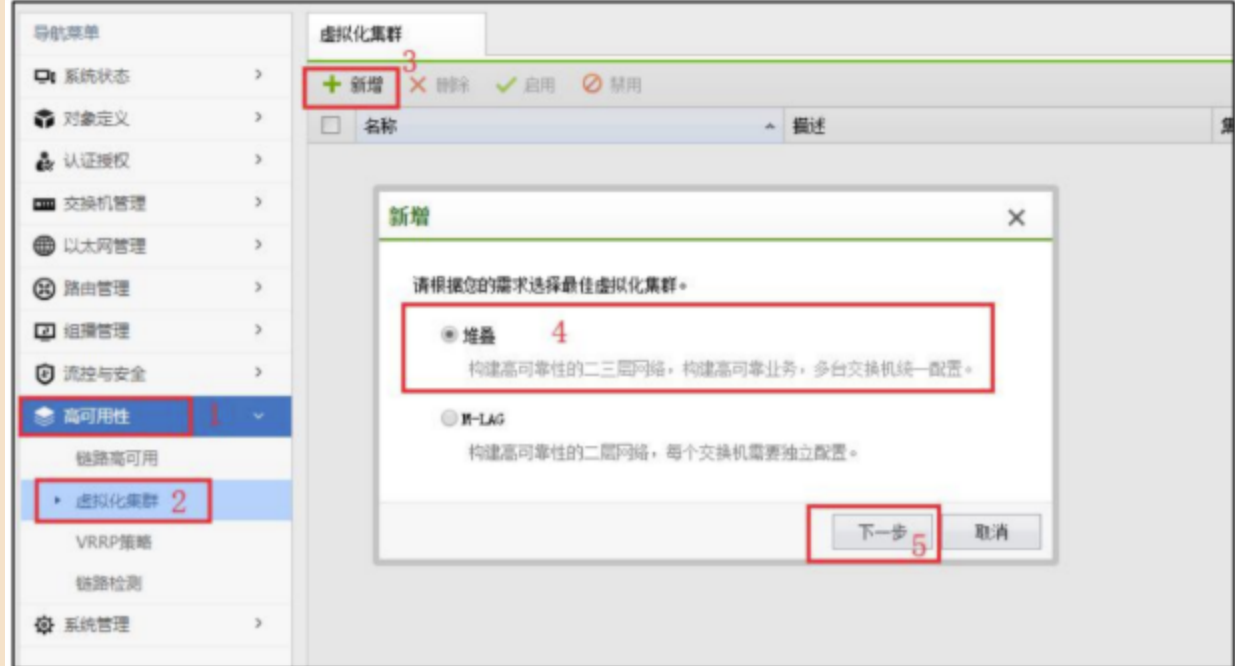 导航菜单
系统状态
对象定义
认证授权
交换机管理
以太网管理
路由管理
组播管理
流控与安全
高可用性 1
链路高可用
虚拟化集群 2
VRRP策略
链路检测
系统管理
虚拟化集群
3
新增 删除 启用 禁用
名称 描述 集
新增
请根据您的需求选择最佳虚拟化集群。
堆叠 4
构建高可靠性的二三层网络，构建高可靠业务，多台交换机统一配置。
M-LAG
构建高可靠性的二层网络，每个交换机需要独立配置。
下一步 5 取消